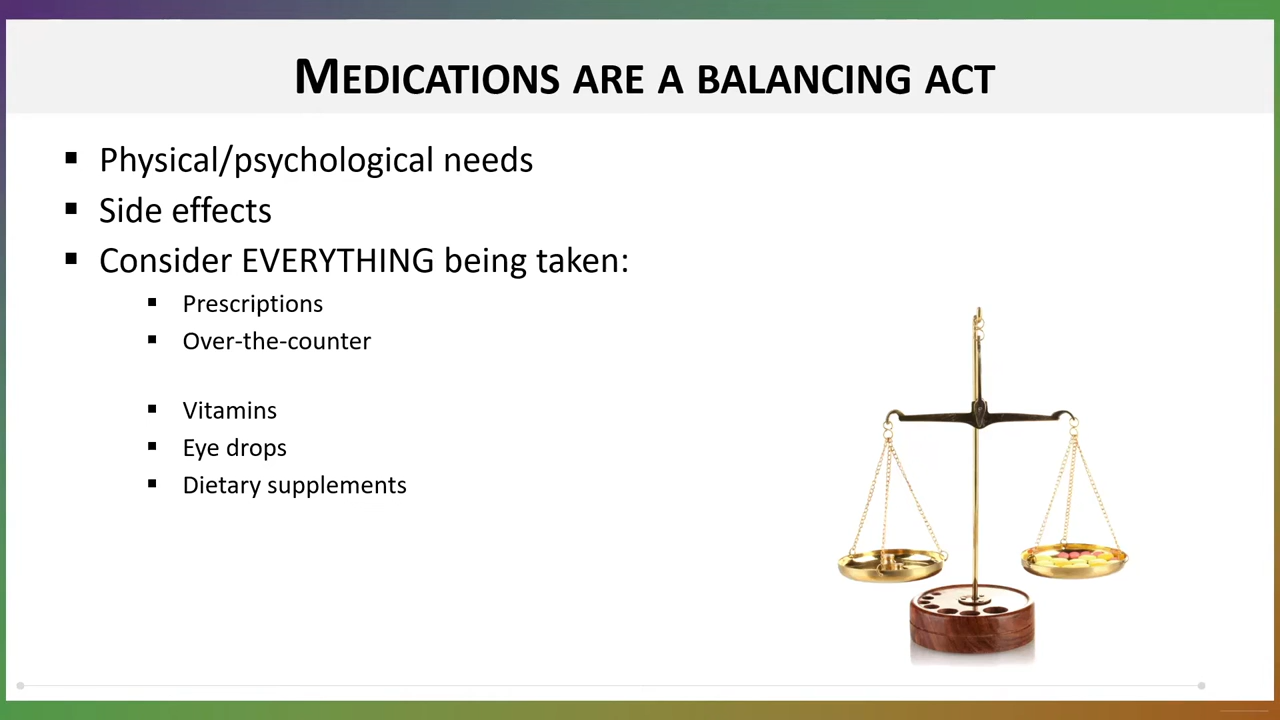 MEDICATIONS ARE A BALANCING ACT
Physical/psychological needs
Side effects
Consider EVERYTHING being taken:
Prescriptions
Over-the-counter
Vitamins
Eye drops
Dietary supplements